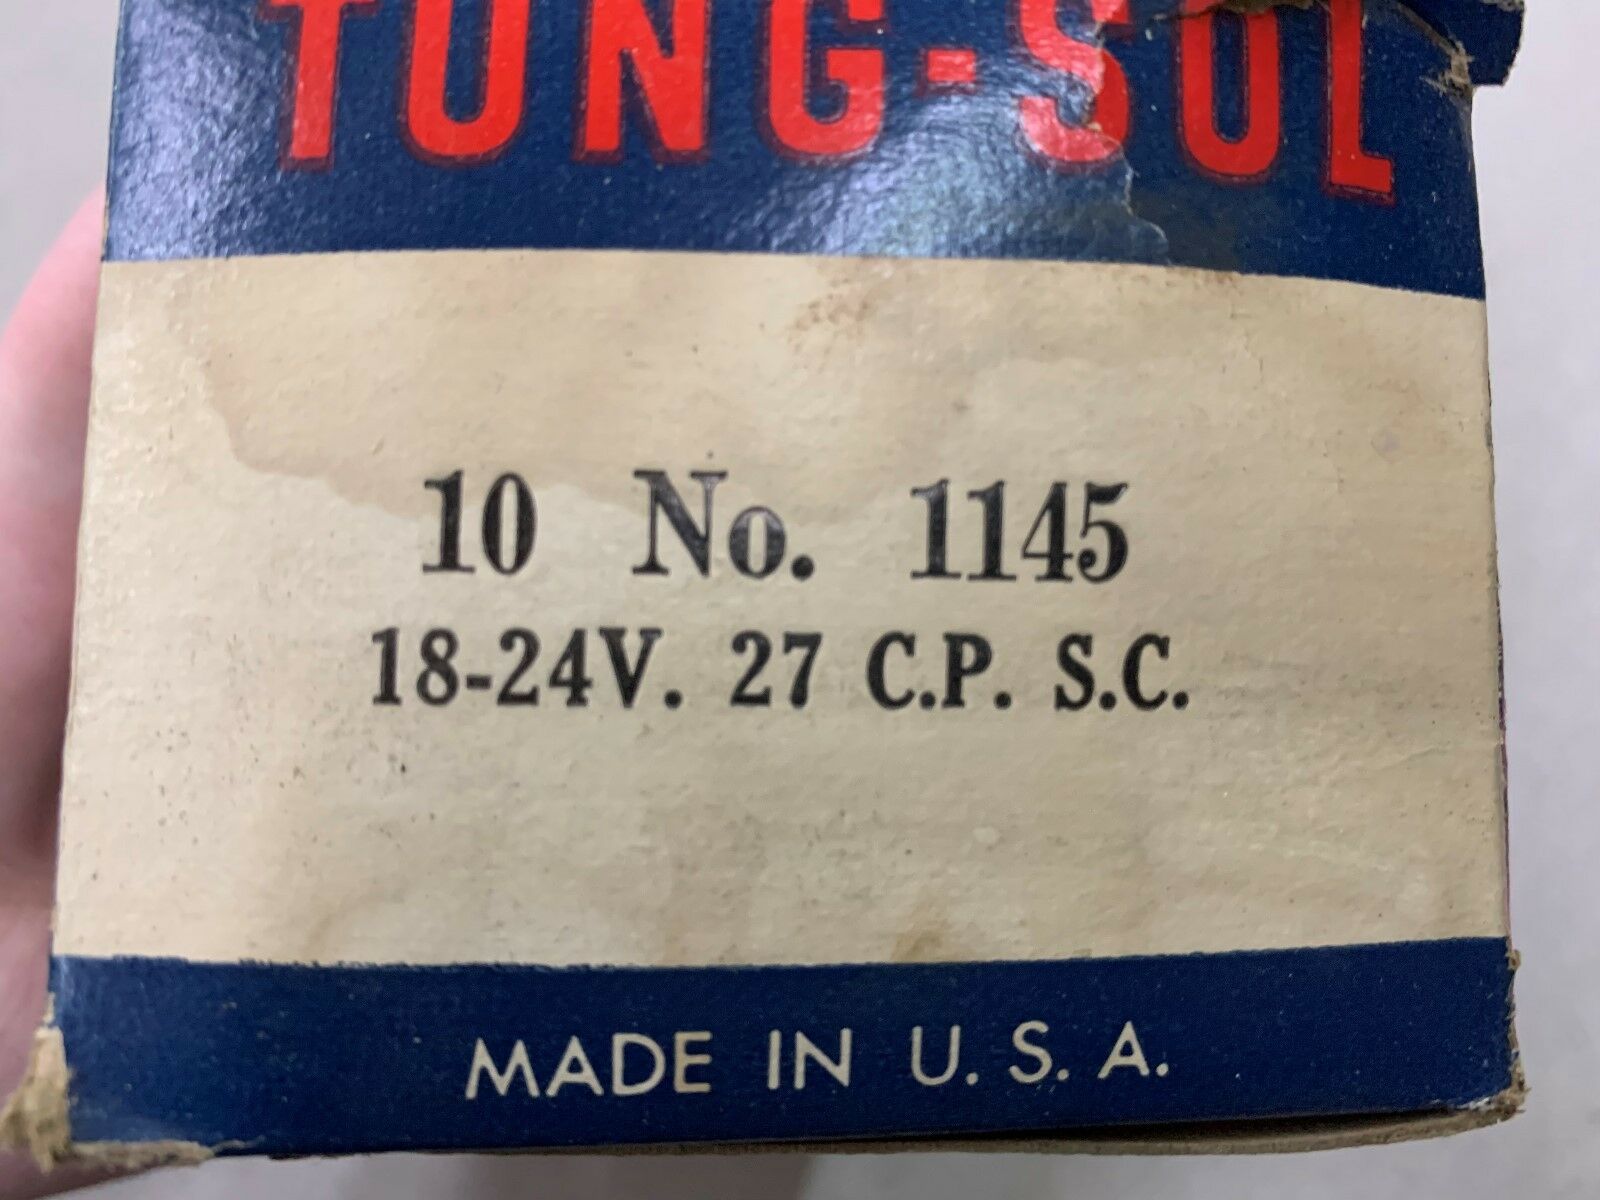 TUNG-SOL
10 No. 1145
18-24V. 27 C.P. S.C.
MADE IN U.S.A.